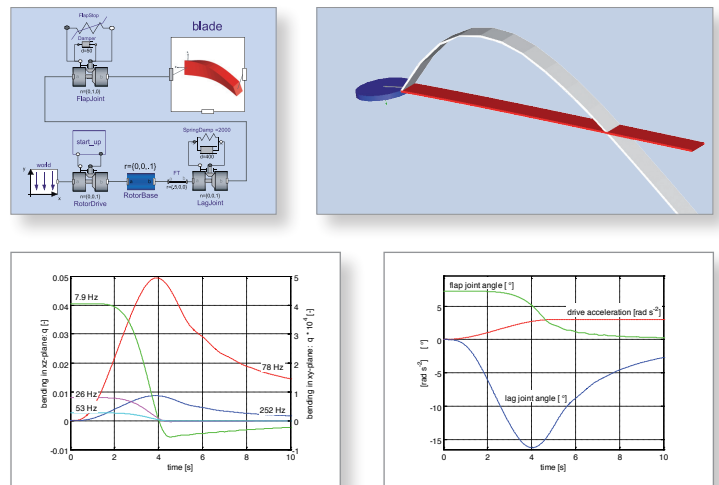 FlapStop
Damper
d=50
n={0,1,0}
FlapJoint
blade
start_up
world
y
x
n={0,0,1}
RotorDrive
r={0,0,.1}
RotorBase
FT
SpringDamp =2000
d=400
n={0,0,1}
LagJoint
0.05
0.04
0.03
0.02
0.01
0
-0.01
bending in xz-plane: q [-]
7.9 Hz
26 Hz
53 Hz
78 Hz
252 Hz
5
4
3
2
1
0
-1
bending in xy-plane: q * 10^4 [-]
0 2 4 6 8 10
time [s]
flap joint angle [ °]
drive acceleration [rad s-2]
lag joint angle [ °]
5
0
-5
-10
-15
[rad s-2] [ °]
0 2 4 6 8 10
time [s]